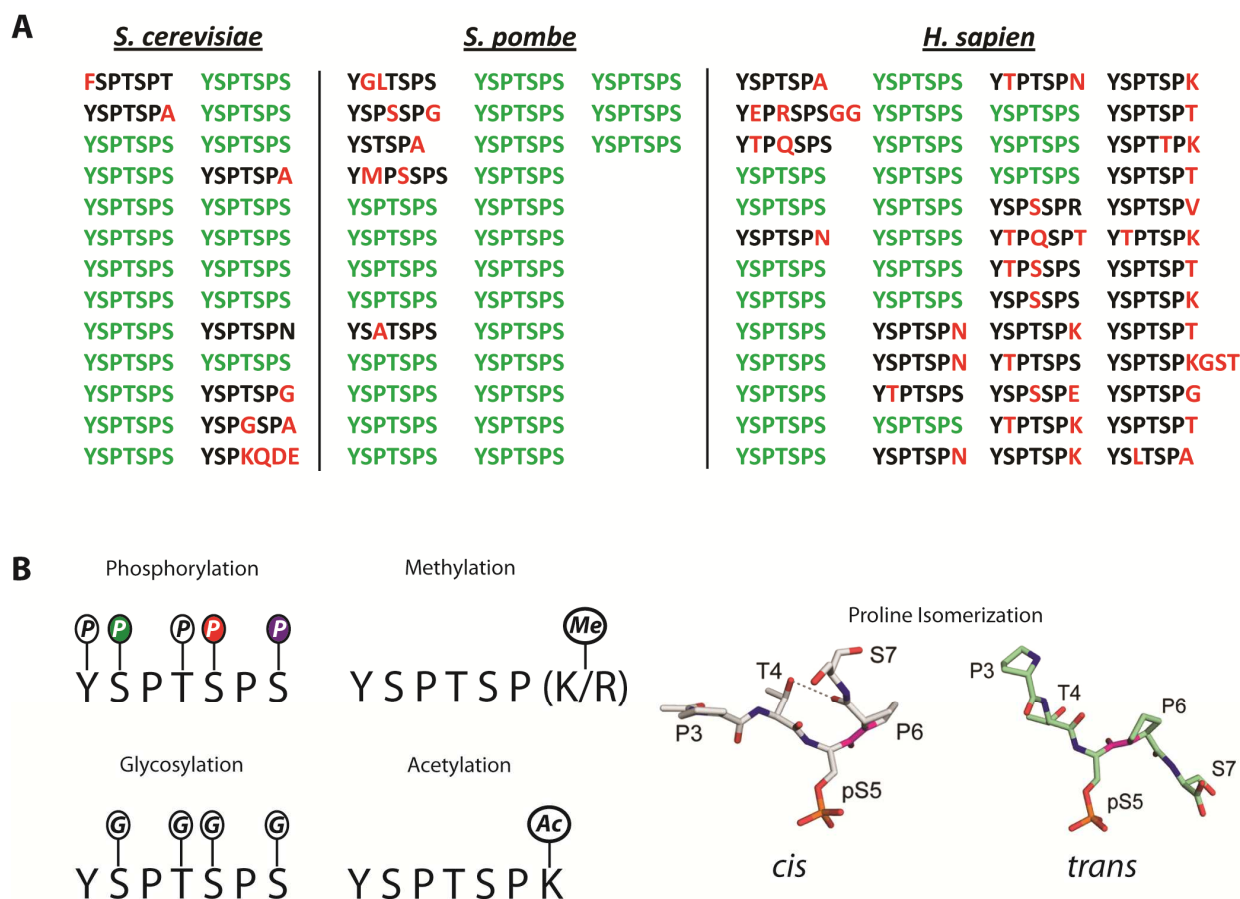 A
S. cerevisiae S. pombe H. sapien
FSPTSPT YSPTSPS YGLTSPS YSPTSPS YSPTSPS YSPTSPA YSPTSPS YTPTSPN YSPTSPK
YSPTSPA YSPTSPS YSPSSPG YSPTSPS YSPTSPS YEPRSPSGG YSPTSPS YSPTSPS YSPTSPT
YSPTSPS YSPTSPS YSTSPA YSPTSPS YSPTSPS YTPQSPS YSPTSPS YSPTSPS YSPTTPK
YSPTSPS YSPTSPA YMPSSPS YSPTSPS YSPTSPS YSPTSPS YSPTSPS YSPTSPT
YSPTSPS YSPTSPS YSPTSPS YSPTSPS YSPTSPS YSPTSPS YSPSSPR YSPTSPV
YSPTSPS YSPTSPS YSPTSPS YSPTSPS YSPTSPN YSPTSPS YTPQSPT YTPTSPK
YSPTSPS YSPTSPS YSPTSPS YSPTSPS YSPTSPS YSPTSPS YTPSSPS YSPTSPT
YSPTSPS YSPTSPS YSPTSPS YSPTSPS YSPTSPS YSPTSPS YSPSSPS YSPTSPK
YSPTSPS YSPTSPN YSATSPS YSPTSPS YSPTSPS YSPTSPN YSPTSPK YSPTSPT
YSPTSPS YSPTSPS YSPTSPS YSPTSPS YSPTSPS YSPTSPN YTPTSPS YSPTSPKGST
YSPTSPS YSPTSPG YSPTSPS YSPTSPS YSPTSPS YTPTSPS YSPSSPE YSPTSPG
YSPTSPS YSPGSPA YSPTSPS YSPTSPS YSPTSPS YSPTSPS YTPTSPK YSPTSPT
YSPTSPS YSPKQDE YSPTSPS YSPTSPS YSPTSPS YSPTSPN YSPTSPK YSLTSPA
B
Phosphorylation
P P P P P
Y S P T S P S
Methylation
Me
Y S P T S P (K/R)
Glycosylation
G G G G
Y S P T S P S
Acetylation
Ac
Y S P T S P K
Proline Isomerization
P3 T4 S7 P6 pS5
cis
P3 T4 P6 S7 pS5
trans